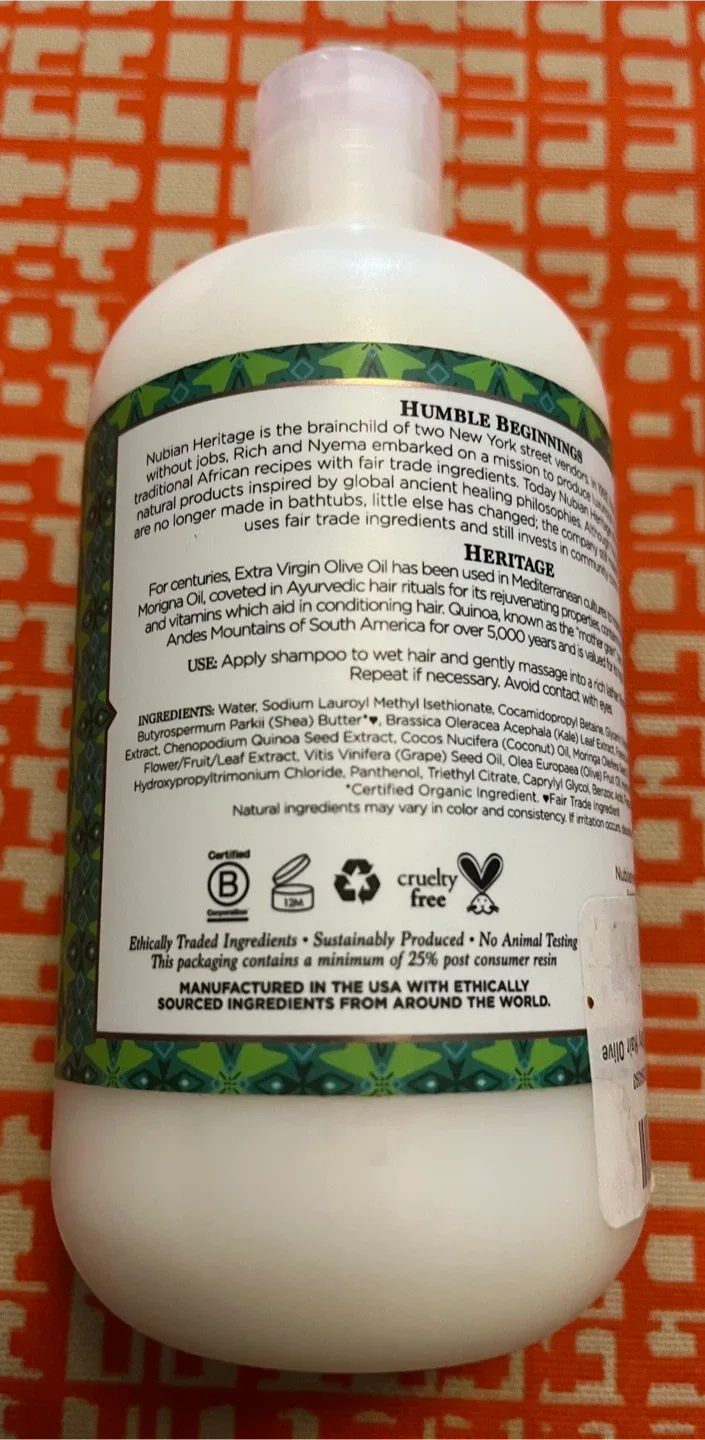 HUMBLE BEGINNINGS
Nubian Heritage is the brainchild of two New York street vendors. In
without jobs, Rich and Nyema embarked on a mission to produce
traditional African recipes with fair trade ingredients. Today Nubian Heritage
natural products inspired by global ancient healing philosophies. Although
are no longer made in bathtubs, little else has changed; the company still
uses fair trade ingredients and still invests in
HERITAGE
For centuries, Extra Virgin Olive Oil has been used in Mediterranean cultures to
Morigna Oil, coveted in Ayurvedic hair rituals for its rejuvenating properties,
and vitamins which aid in conditioning hair. Quinoa, known as the "mother grain"
Andes Mountains of South America for over 5,000 years and is valued for its
USE: Apply shampoo to wet hair and gently massage into a rich lather.
Repeat if necessary. Avoid contact with eyes.
INGREDIENTS: Water, Sodium Lauroyl Methyl Isethionate, Cocamidopropyl Betaine, Glycerin
Butyrospermum Parkii (Shea) Butter*♥, Brassica Oleracea Acephala (Kale) Leaf Extract,
Extract, Chenopodium Quinoa Seed Extract, Cocos Nucifera (Coconut) Oil, Moringa Oleifera
Flower/Fruit/Leaf Extract, Vitis Vinifera (Grape) Seed Oil, Olea Europaea (Olive) Fruit Oil,
Hydroxypropyltrimonium Chloride, Panthenol, Triethyl Citrate, Caprylyl Glycol, Benzoic Acid,
*Certified Organic Ingredient. ♥Fair Trade Ingredient
Natural ingredients may vary in color and consistency. If irritation occurs,
Certified
B
Corporation
12M
cruelty
free
Ethically Traded Ingredients • Sustainably Produced • No Animal Testing
This packaging contains a minimum of 25% post consumer resin
MANUFACTURED IN THE USA WITH ETHICALLY
SOURCED INGREDIENTS FROM AROUND THE WORLD.
Hair Olive